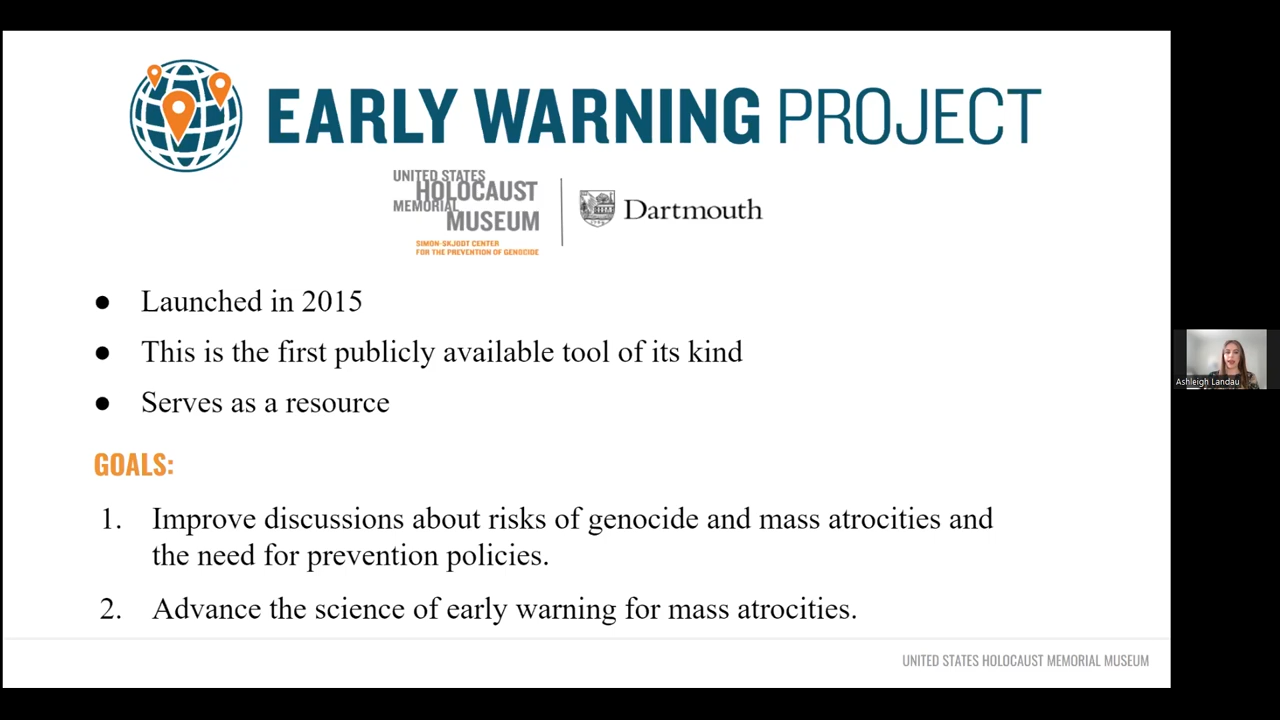 EARLY WARNING PROJECT
UNITED STATES
HOLOCAUST
MEMORIAL
MUSEUM
SIMON-SKJODT CENTER
FOR THE PREVENTION OF GENOCIDE
Dartmouth
● Launched in 2015
● This is the first publicly available tool of its kind
● Serves as a resource
GOALS:
1. Improve discussions about risks of genocide and mass atrocities and
the need for prevention policies.
2. Advance the science of early warning for mass atrocities.
UNITED STATES HOLOCAUST MEMORIAL MUSEUM
Ashleigh Landau